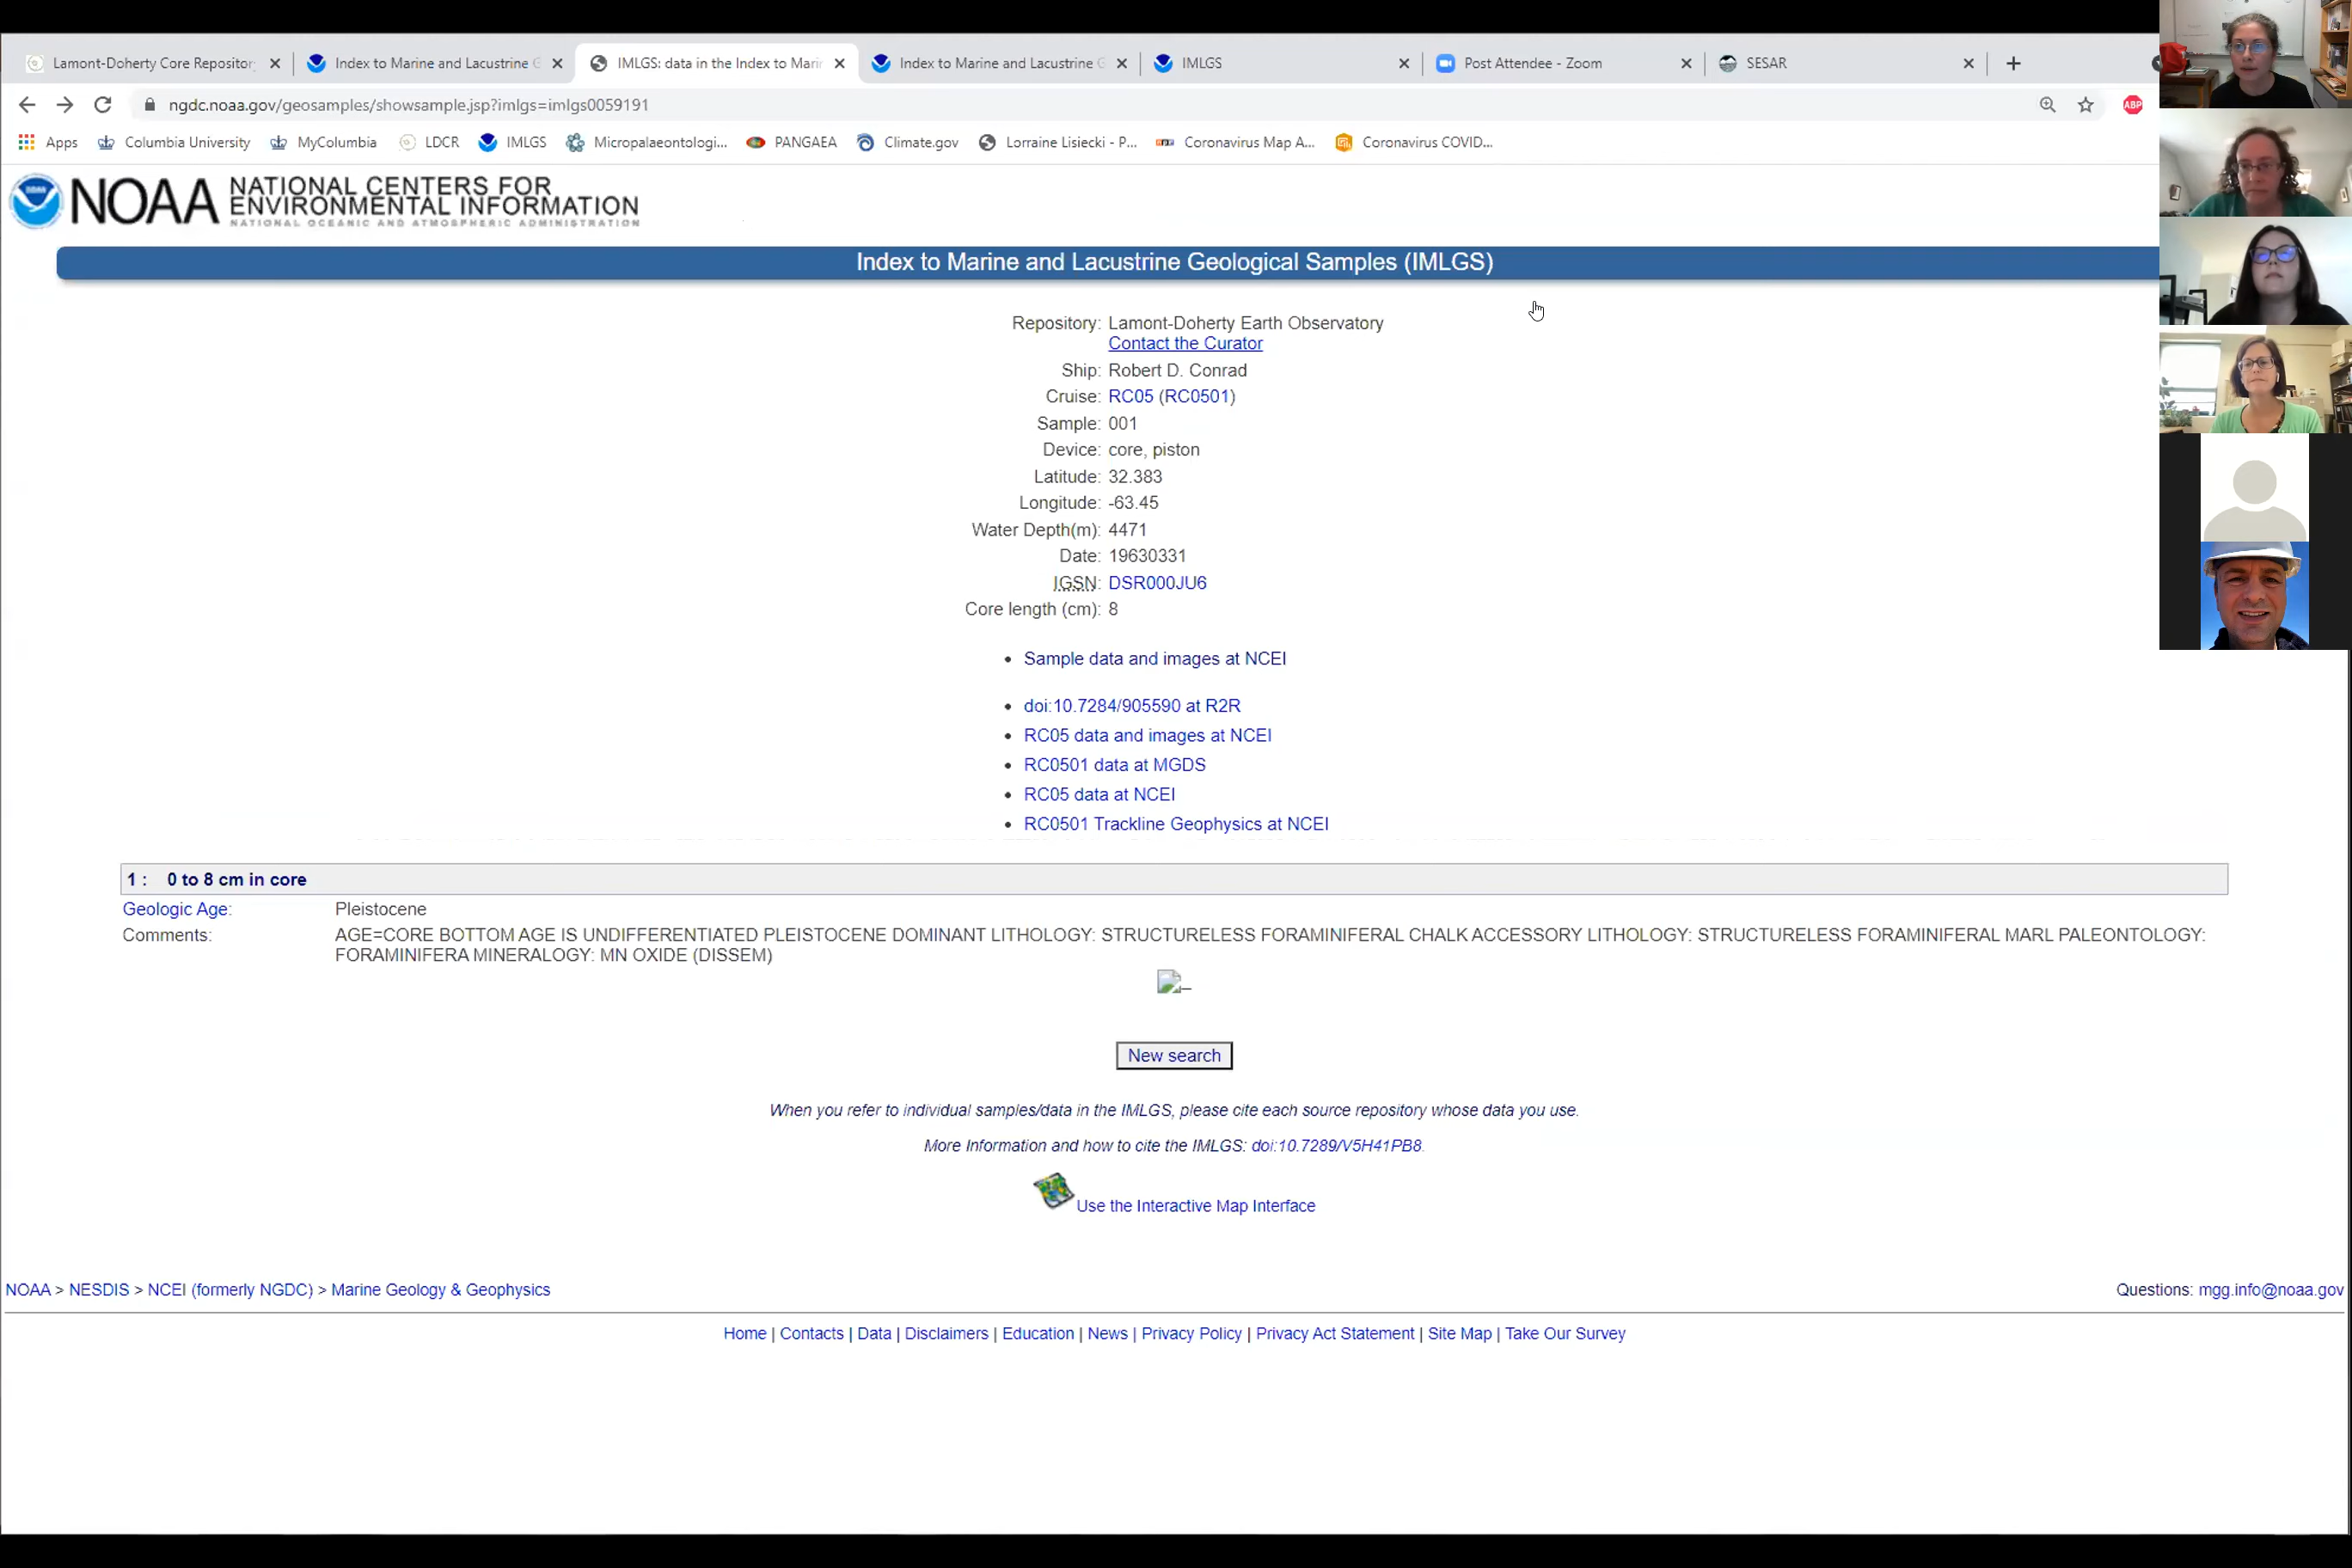 Lamont-Doherty Core Repositor
Index to Marine and Lacustrine G
IMLGS: data in the Index to Marin
Index to Marine and Lacustrine G
IMLGS
Post Attendee - Zoom
SESAR
ngdc.noaa.gov/geosamples/showsample.jsp?imlgs=imlgs0059191
ABP
Apps
Columbia University
MyColumbia
LDCR
IMLGS
Micropalaeontologi...
PANGAEA
Climate.gov
Lorraine Lisiecki - P...
Coronavirus Map A...
Coronavirus COVID...
NOAA
NATIONAL CENTERS FOR
ENVIRONMENTAL INFORMATION
NATIONAL OCEANIC AND ATMOSPHERIC ADMINISTRATION
Index to Marine and Lacustrine Geological Samples (IMLGS)
Repository: Lamont-Doherty Earth Observatory
Contact the Curator
Ship: Robert D. Conrad
Cruise: RC05 (RC0501)
Sample: 001
Device: core, piston
Latitude: 32.383
Longitude: -63.45
Water Depth(m): 4471
Date: 19630331
IGSN: DSR000JU6
Core length (cm): 8
• Sample data and images at NCEI
• doi:10.7284/905590 at R2R
• RC05 data and images at NCEI
• RC0501 data at MGDS
• RC05 data at NCEI
• RC0501 Trackline Geophysics at NCEI
1 : 0 to 8 cm in core
Geologic Age: Pleistocene
Comments: AGE=CORE BOTTOM AGE IS UNDIFFERENTIATED PLEISTOCENE DOMINANT LITHOLOGY: STRUCTURELESS FORAMINIFERAL CHALK ACCESSORY LITHOLOGY: STRUCTURELESS FORAMINIFERAL MARL PALEONTOLOGY:
FORAMINIFERA MINERALOGY: MN OXIDE (DISSEM)
New search
When you refer to individual samples/data in the IMLGS, please cite each source repository whose data you use.
More Information and how to cite the IMLGS: doi:10.7289/V5H41PB8.
Use the Interactive Map Interface
NOAA > NESDIS > NCEI (formerly NGDC) > Marine Geology & Geophysics
Questions: mgg.info@noaa.gov
Home | Contacts | Data | Disclaimers | Education | News | Privacy Policy | Privacy Act Statement | Site Map | Take Our Survey